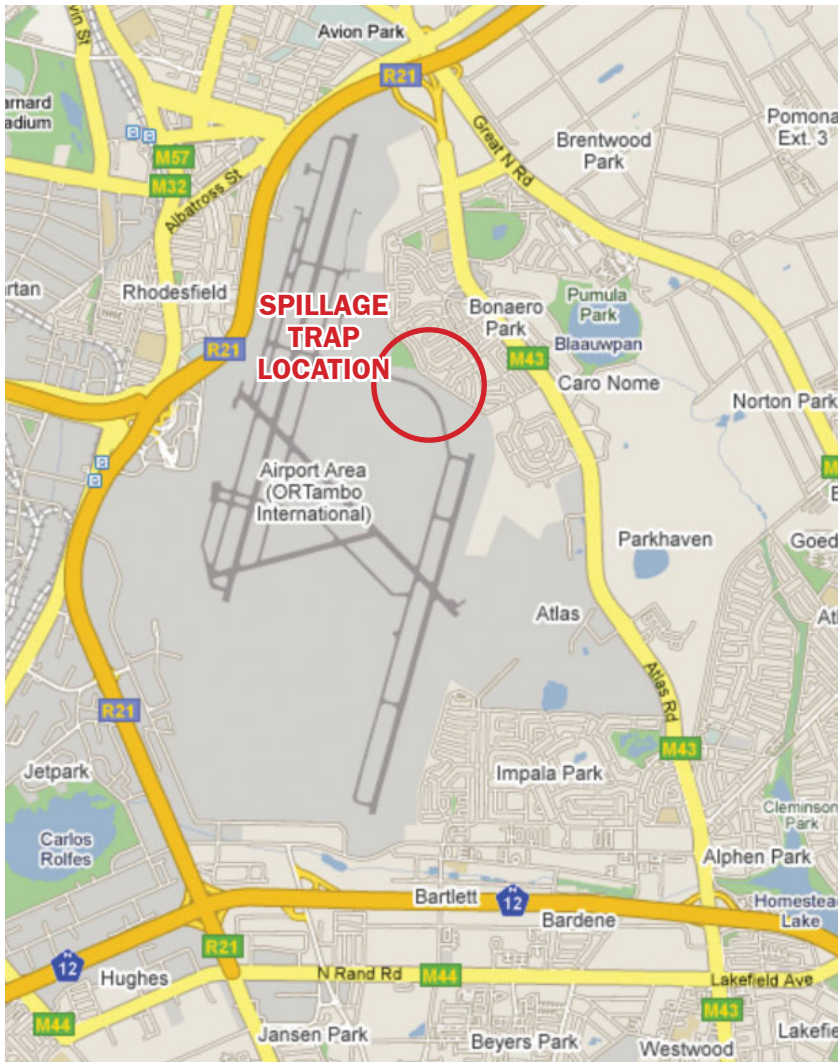 Avion Park
R21
vin St
arnard
adium
M57
M32
Albatross St
Great N Rd
Brentwood
Park
Pomona
Ext. 3
rtan
Rhodesfield
SPILLAGE
TRAP
LOCATION
R21
Bonaero
Park
Pumula
Park
Blaauwpan
M43
Caro Nome
Norton Park
M
E
Airport Area
(ORTambo
International)
Parkhaven
Goed
Atlas
Atl
Atlas Rd
R21
M43
Jetpark
Impala Park
Cleminson
Park
Carlos
Rolfes
Alphen Park
Bartlett
N
12
Bardene
Homestead
Lake
R21
N
12
Hughes
N Rand Rd
M44
Lakefield Ave
M44
M43
Jansen Park
Beyers Park
Westwood
Lakefie